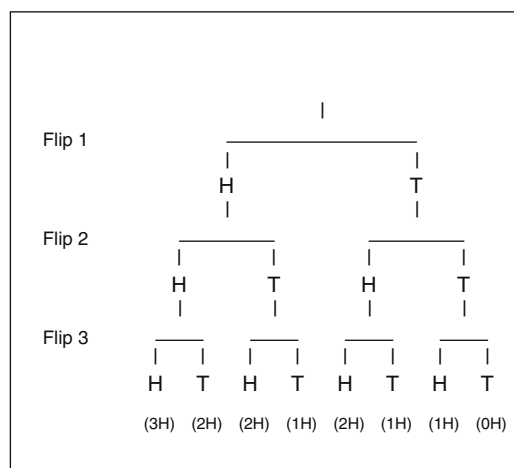 Flip 1
H T
Flip 2
H T H T
Flip 3
H T H T H T H T
(3H) (2H) (2H) (1H) (2H) (1H) (1H) (0H)